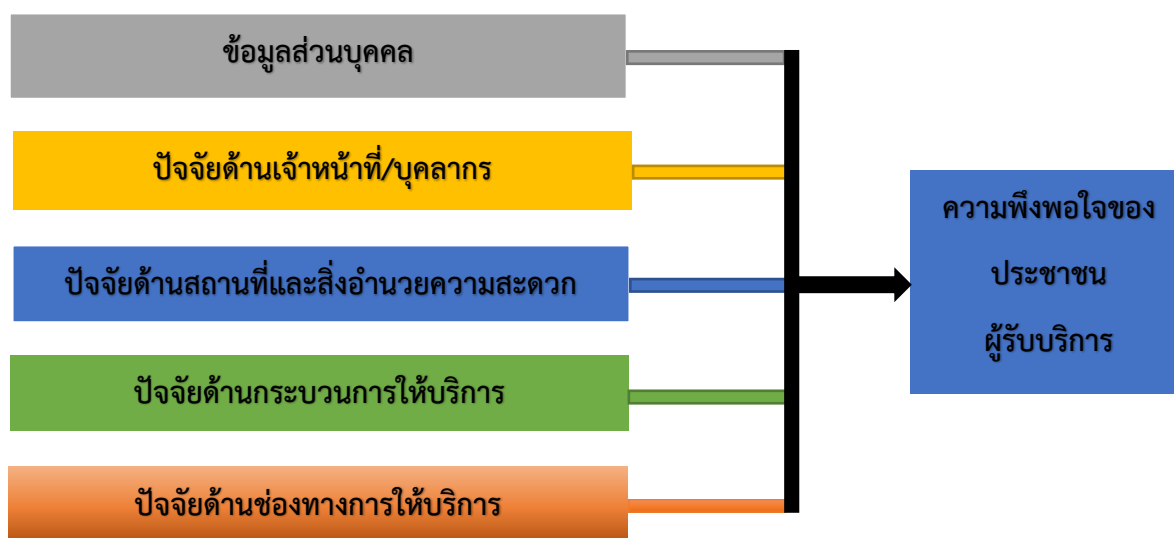 ข้อมูลส่วนบุคคล
ปัจจัยด้านเจ้าหน้าที่/บุคลากร
ปัจจัยด้านสถานที่และสิ่งอำนวยความสะดวก
ปัจจัยด้านกระบวนการให้บริการ
ปัจจัยด้านช่องทางการให้บริการ
ความพึงพอใจของ
ประชาชน
ผู้รับบริการ